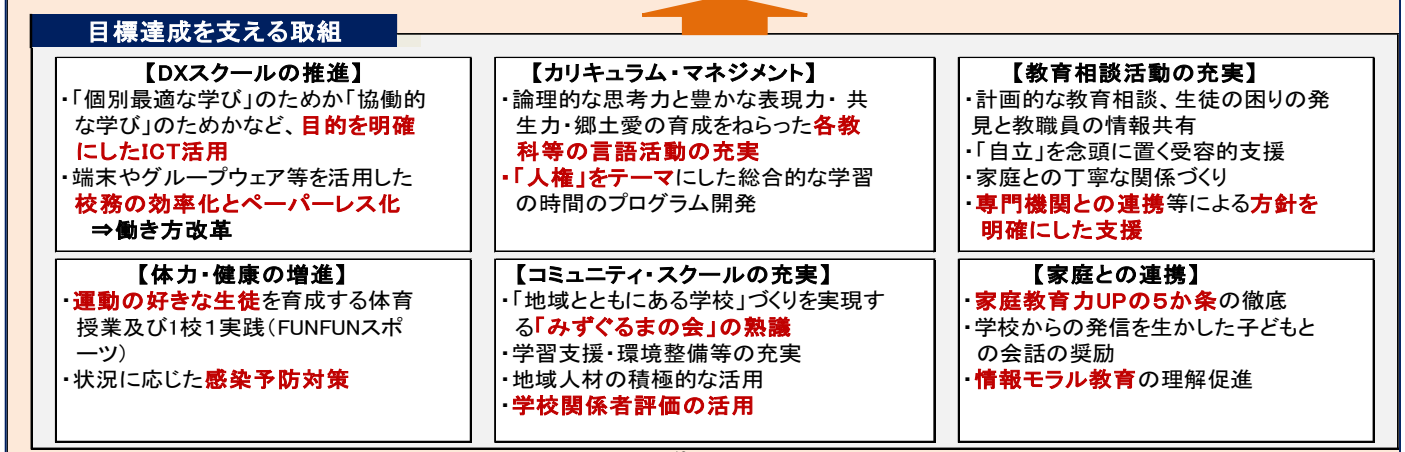 目標達成を支える取組
【DXスクールの推進】
・「個別最適な学び」のためか「協働的
な学び」のためかなど、目的を明確
にしたICT活用
・端末やグループウェア等を活用した
校務の効率化とペーパーレス化
⇒働き方改革
【カリキュラム・マネジメント】
・論理的な思考力と豊かな表現力・ 共
生力・郷土愛の育成をねらった各教
科等の言語活動の充実
・「人権」をテーマにした総合的な学習
の時間のプログラム開発
【教育相談活動の充実】
・計画的な教育相談、生徒の困りの発
見と教職員の情報共有
・「自立」を念頭に置く受容的支援
・家庭との丁寧な関係づくり
・専門機関との連携等による方針を
明確にした支援
【体力・健康の増進】
・運動の好きな生徒を育成する体育
授業及び1校1実践(FUNFUNスポ
ーツ)
・状況に応じた感染予防対策
【コミュニティ・スクールの充実】
・「地域とともにある学校」づくりを実現す
る「みずぐるまの会」の熟議
・学習支援・環境整備等の充実
・地域人材の積極的な活用
・学校関係者評価の活用
【家庭との連携】
・家庭教育力UPの5か条の徹底
・学校からの発信を生かした子どもと
の会話の奨励
・情報モラル教育の理解促進